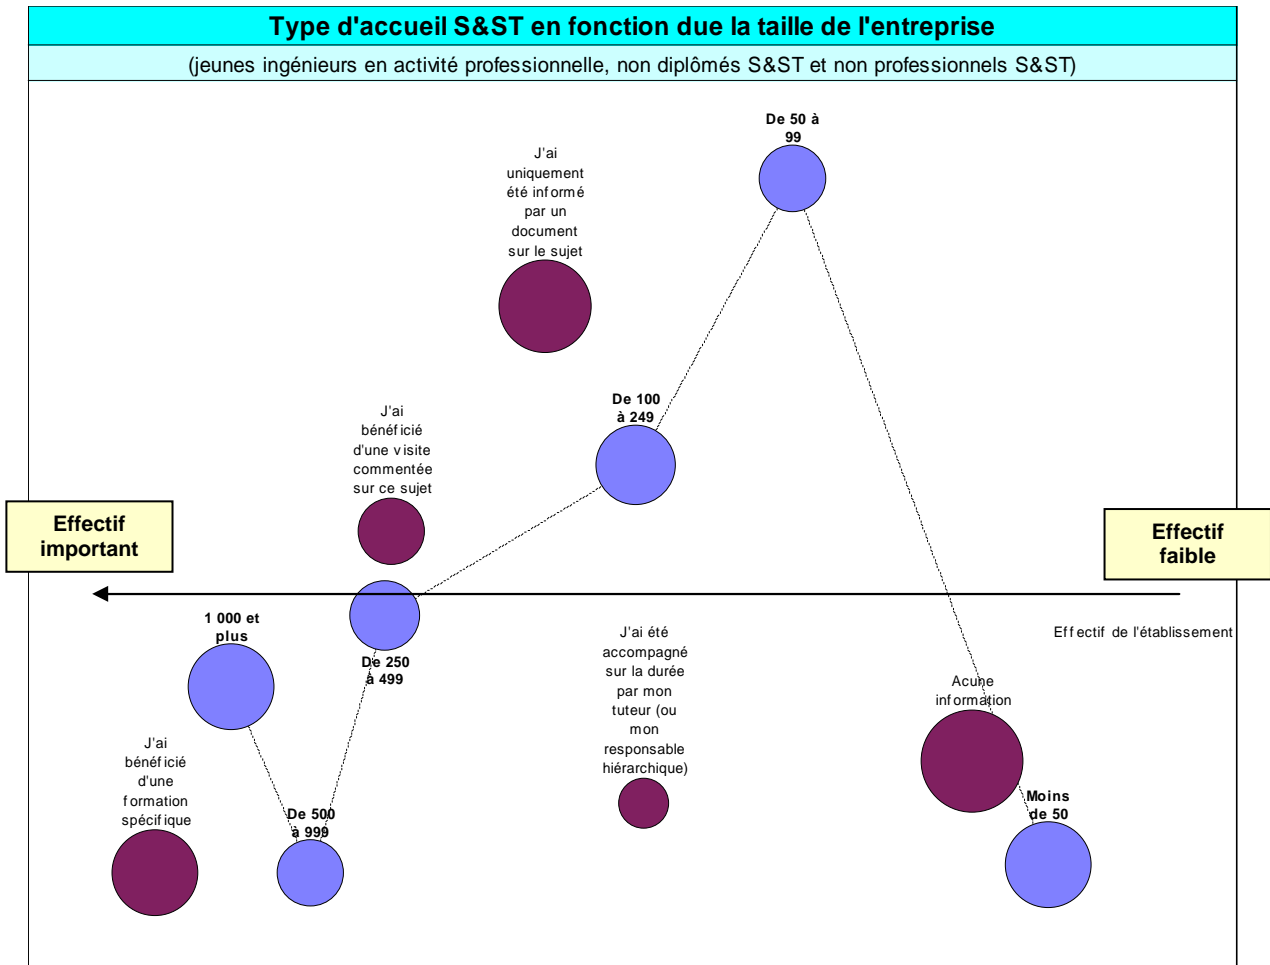 Type d'accueil S&ST en fonction due la taille de l'entreprise
(jeunes ingénieurs en activité professionnelle, non diplômés S&ST et non professionnels S&ST)
De 50 à
99
J'ai
uniquement
été informé
par un
document
sur le sujet
De 100
à 249
J'ai
bénéficié
d'une visite
commentée
sur ce sujet
Effectif
important
Effectif
faible
1 000 et
plus
De 250
à 499
J'ai été
accompagné
sur la durée
par mon
tuteur (ou
mon
responsable
hiérarchique)
Effectif de l'établissement
Acune
information
J'ai
bénéficié
d'une
formation
spécifique
De 500
à 999
Moins
de 50